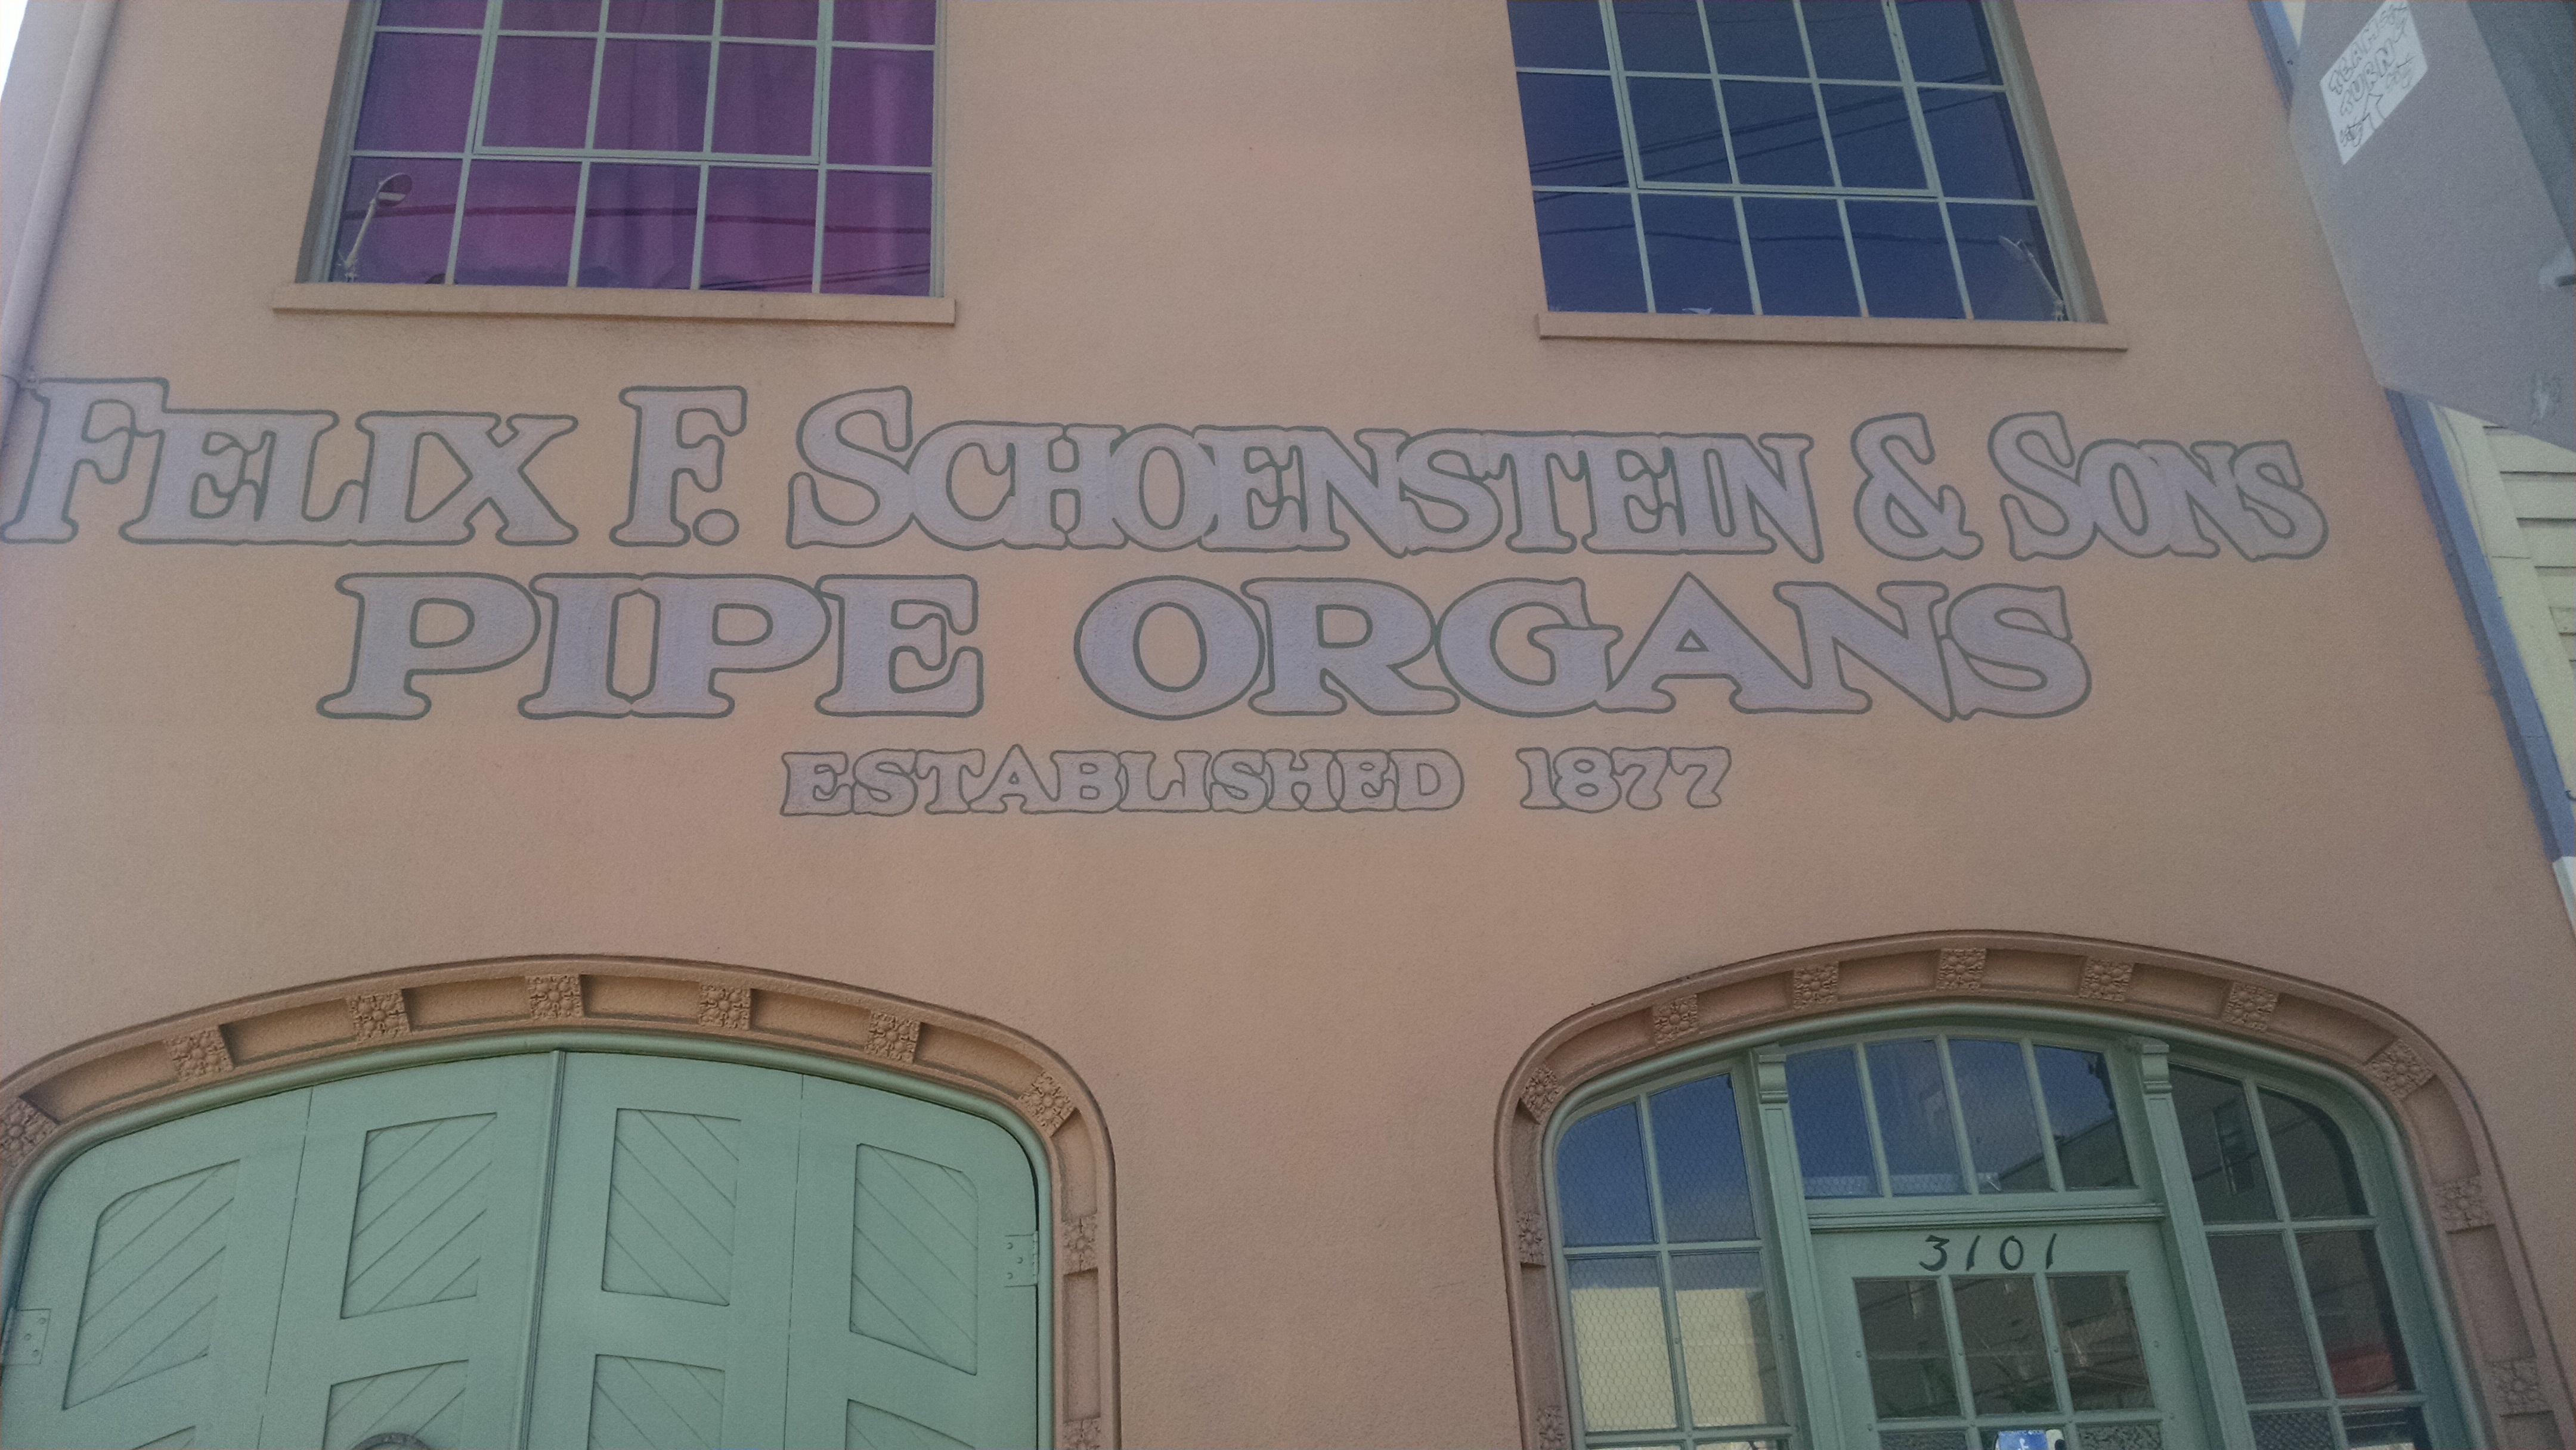 FELIX F. SCHOENSTEIN & SONS
PIPE ORGANS
ESTABLISHED 1877
3101